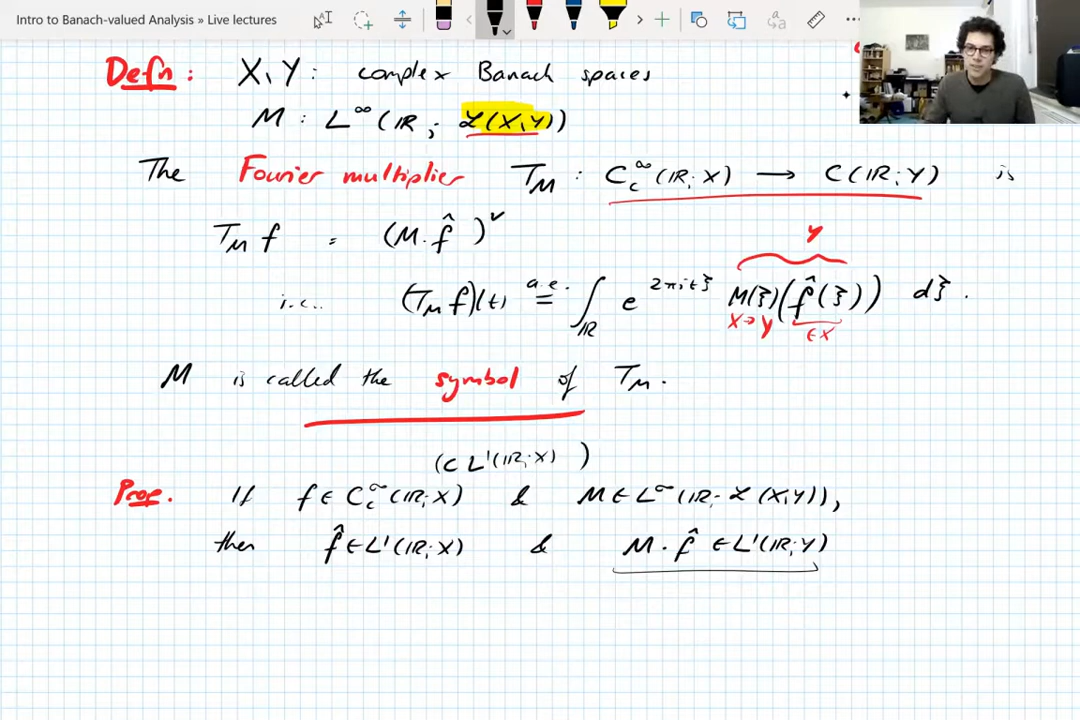 Intro to Banach-valued Analysis » Live lectures
Defn: X, Y : complex Banach spaces
M : L^∞(ℝ; ℒ(X,Y))
The Fourier multiplier T_M : C_c^∞(ℝ; X) → C(ℝ; Y) is
T_M f = (M · f̂)^∨
Y
i.e. (T_M f)(t) a.e. = ∫_ℝ e^{2πitξ} M(ξ)(f̂(ξ)) dξ.
X→Y ∈X
M is called the symbol of T_M.
(⊂ L¹(ℝ; X))
Prop. If f ∈ C_c^∞(ℝ; X) & M ∈ L^∞(ℝ; ℒ(X,Y)),
then f̂ ∈ L¹(ℝ; X) & M · f̂ ∈ L¹(ℝ; Y)